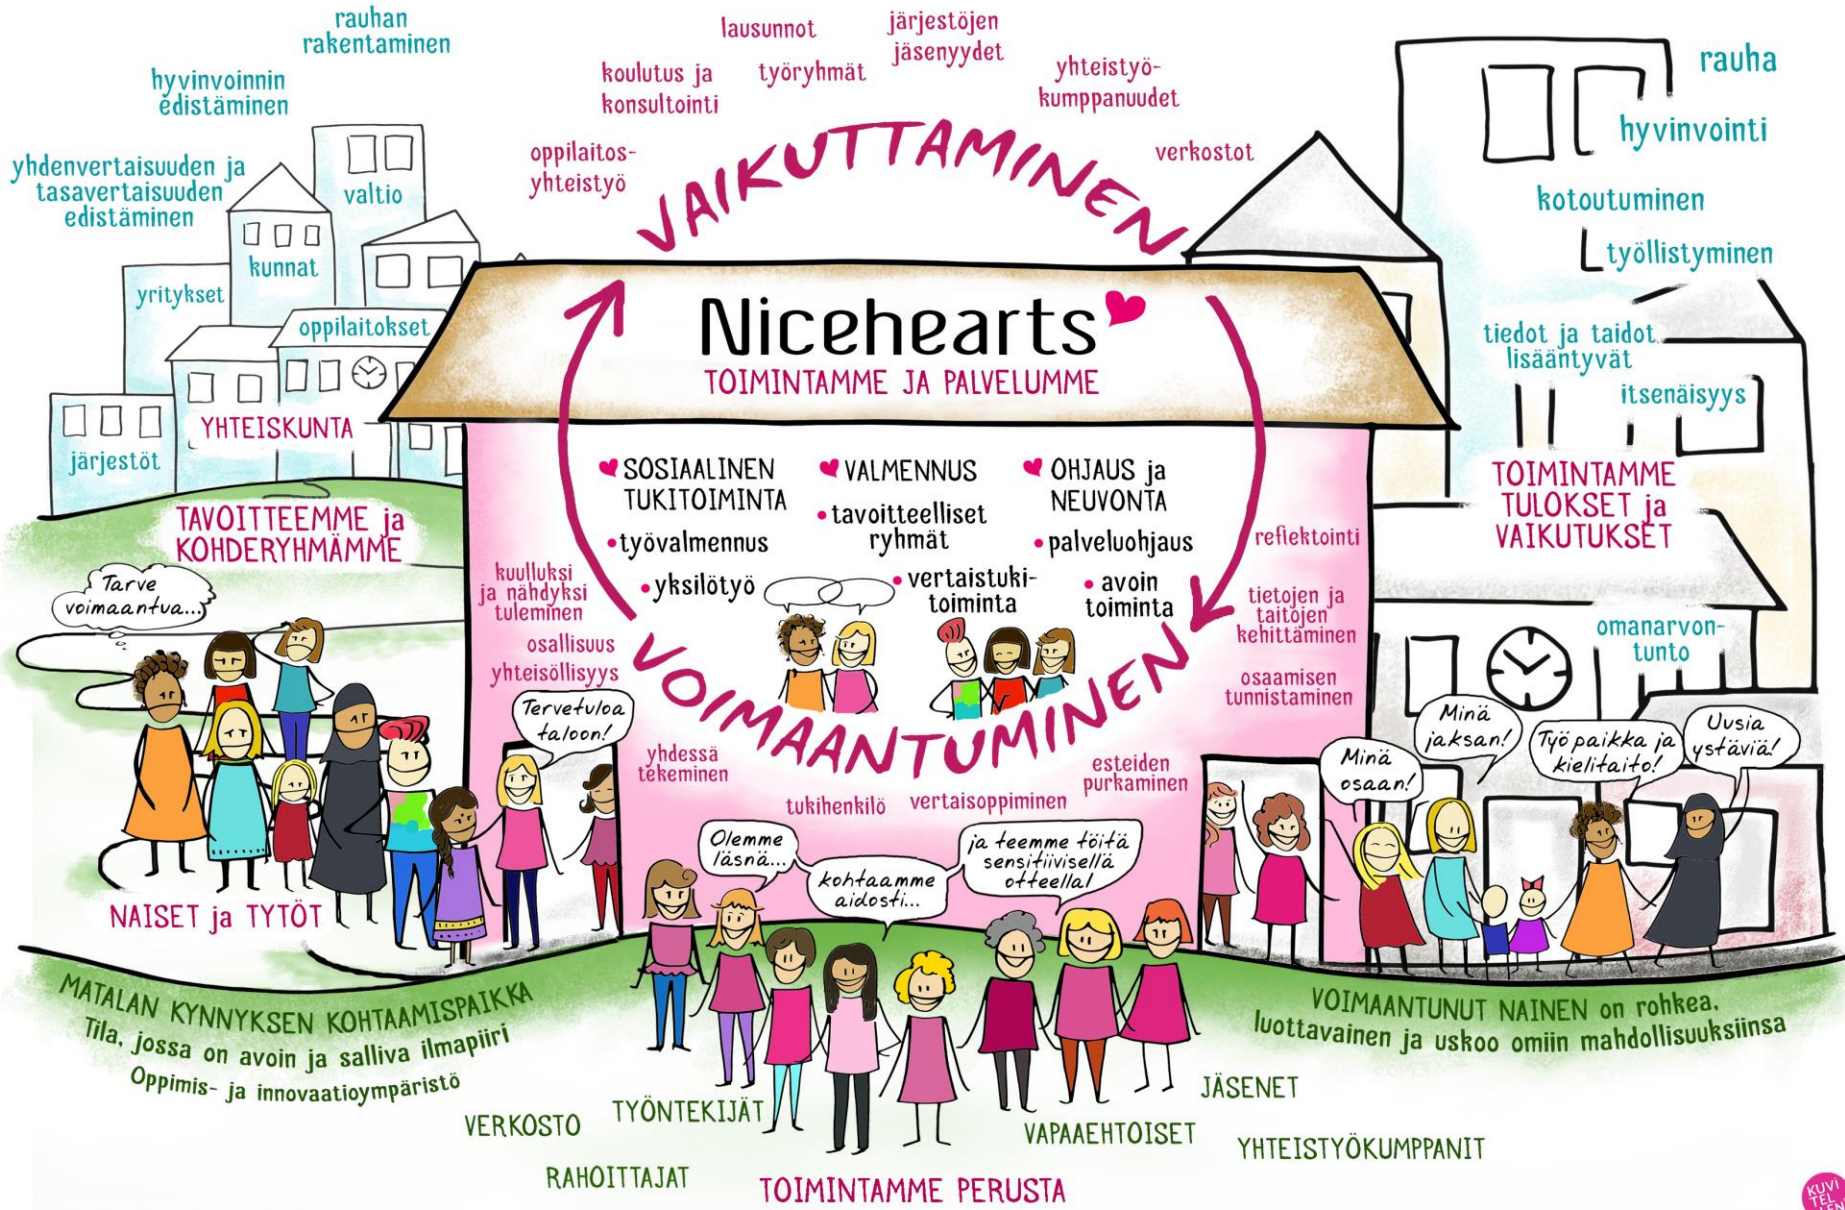 rauhan
rakentaminen
hyvinvoinnin
edistäminen
yhdenvertaisuuden ja
tasavertaisuuden
edistäminen
valtio
kunnat
yritykset
oppilaitokset
YHTEISKUNTA
järjestöt
TAVOITTEEMME ja
KOHDERYHMÄMME
Tarve
voimaantua...
NAISET ja TYTÖT
lausunnot
järjestöjen
jäsenyydet
koulutus ja
konsultointi
työryhmät
yhteistyö-
kumppanuudet
oppilaitos-
yhteistyö
verkostot
VAIKUTTAMINEN
Nicehearts
TOIMINTAMME JA PALVELUMME
SOSIAALINEN
TUKITOIMINTA
• työvalmennus
• yksilötyö
VALMENNUS
• tavoitteelliset
ryhmät
• vertaistuki-
toiminta
OHJAUS ja
NEUVONTA
• palveluohjaus
• avoin
toiminta
kuulluksi
ja nähdyksi
tuleminen
osallisuus
yhteisöllisyys
Tervetuloa
taloon!
yhdessä
tekeminen
tukihenkilö
vertaisoppiminen
esteiden
purkaminen
reflektointi
tietojen ja
taitojen
kehittäminen
osaamisen
tunnistaminen
VOIMAANTUMINEN
Olemme
läsnä...
kohtaamme
aidosti...
ja teemme töitä
sensitiivisellä
otteella!
rauha
hyvinvointi
kotoutuminen
työllistyminen
tiedot ja taidot
lisääntyvät
itsenäisyys
TOIMINTAMME
TULOKSET ja
VAIKUTUKSET
omanarvon-
tunto
Minä
osaan!
Minä
jaksan!
Työpaikka ja
kielitaito!
Uusia
ystäviä!
MATALAN KYNNYKSEN KOHTAAMISPAIKKA
Tila, jossa on avoin ja salliva ilmapiiri
Oppimis- ja innovaatioympäristö
VOIMAANTUNUT NAINEN on rohkea,
luottavainen ja uskoo omiin mahdollisuuksiinsa
VERKOSTO
TYÖNTEKIJÄT
RAHOITTAJAT
JÄSENET
VAPAAEHTOISET
YHTEISTYÖKUMPPANIT
TOIMINTAMME PERUSTA
KUVI
TEL